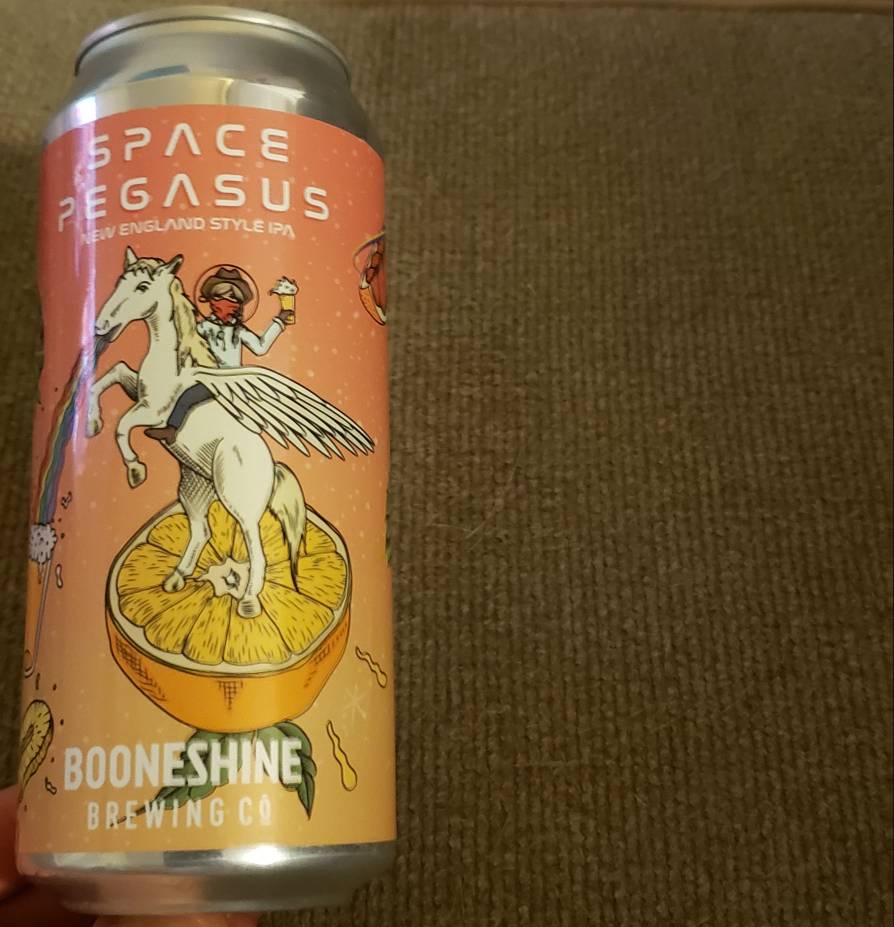 SPACE
PEGASUS
NEW ENGLAND STYLE IPA
BOONESHINE
BREWING CO